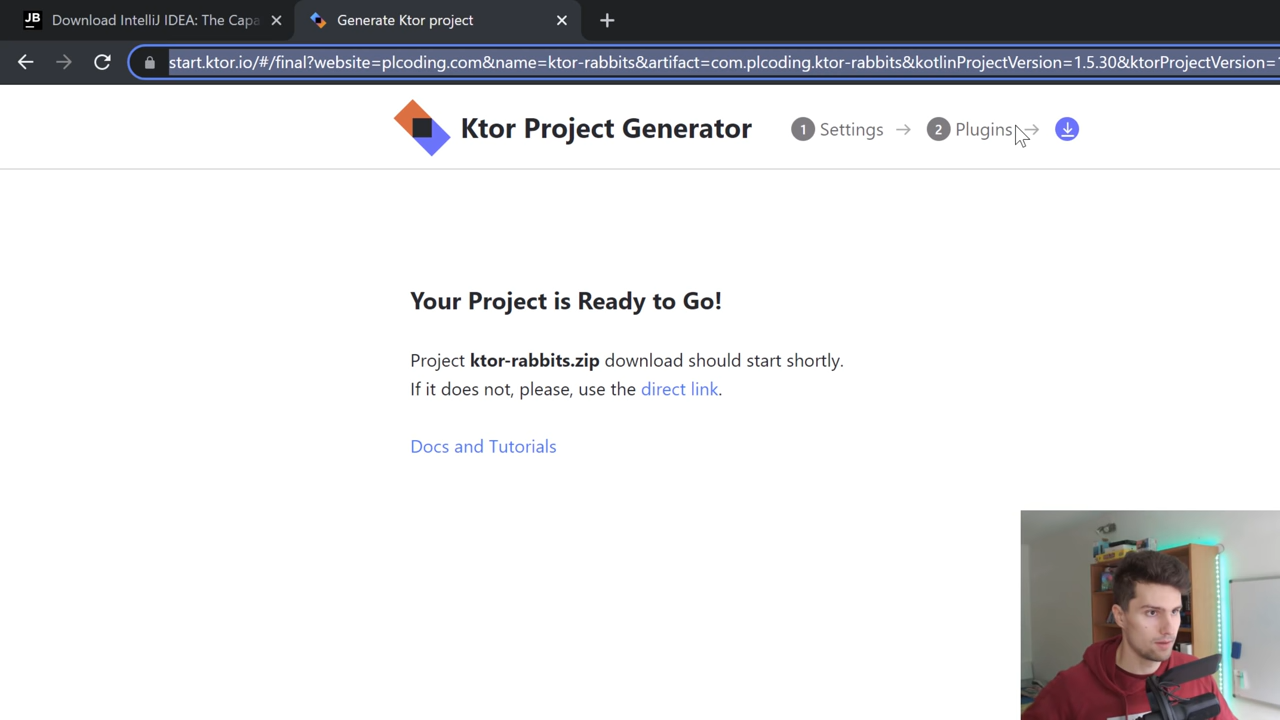 JB
Download IntelliJ IDEA: The Capa
Generate Ktor project
start.ktor.io/#/final?website=plcoding.com&name=ktor-rabbits&artifact=com.plcoding.ktor-rabbits&kotlinProjectVersion=1.5.30&ktorProjectVersion=
Ktor Project Generator
1 Settings
2 Plugins
Your Project is Ready to Go!
Project ktor-rabbits.zip download should start shortly.
If it does not, please, use the direct link.
Docs and Tutorials